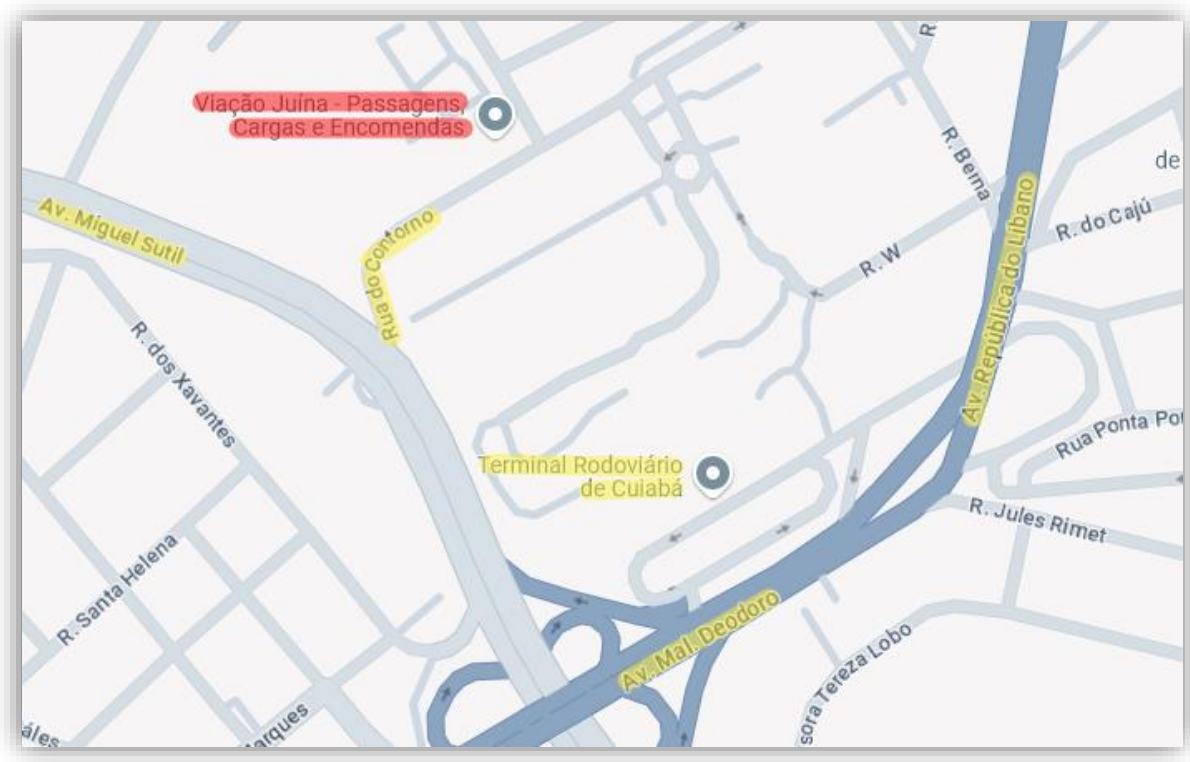 R
Viação Juína - Passagens,
Cargas e Encomendas
R. Berna
de
Av. Miguel Sutil
Rua do Contorno
Av. República do Líbano
R. do Cajú
R. W
R. dos Xavantes
Rua Ponta Por
Terminal Rodoviário
de Cuiabá
R. Jules Rimet
R. Santa Helena
Av. Mal. Deodoro
sora Tereza Lobo
áles
Marques